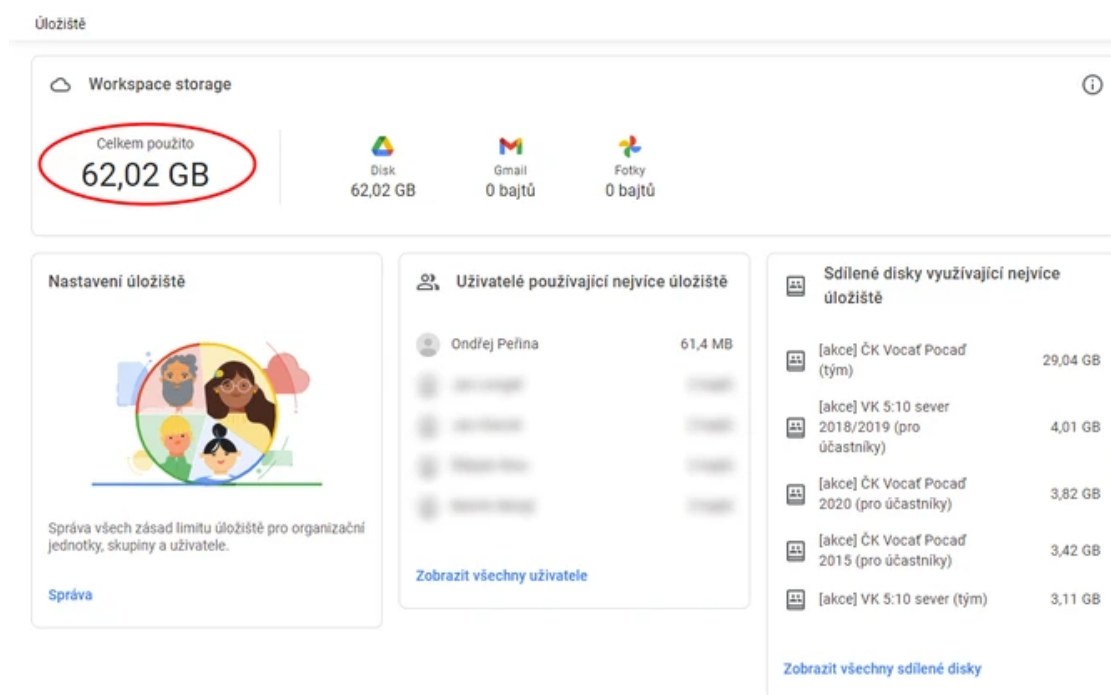 Úložiště
Workspace storage
Celkem použito
62,02 GB
Disk
62,02 GB
Gmail
0 bajtů
Fotky
0 bajtů
Nastavení úložiště
Správa všech zásad limitu úložiště pro organizační
jednotky, skupiny a uživatele.
Správa
Uživatelé používající nejvíce úložiště
Ondřej Peřina 61,4 MB
Zobrazit všechny uživatele
Sdílené disky využívající nejvíce
úložiště
[akce] ČK Vocať Pocaď
(tým)
29,04 GB
[akce] VK 5:10 sever
2018/2019 (pro
účastníky)
4,01 GB
[akce] ČK Vocať Pocaď
2020 (pro účastníky)
3,82 GB
[akce] ČK Vocať Pocaď
2015 (pro účastníky)
3,42 GB
[akce] VK 5:10 sever (tým) 3,11 GB
Zobrazit všechny sdílené disky